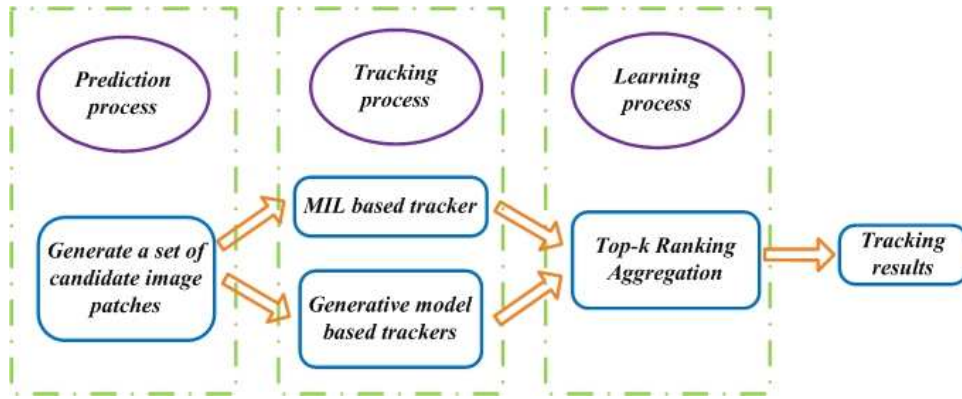 Prediction
process
Tracking
process
Learning
process
Generate a set of
candidate image
patches
MIL based tracker
Generative model
based trackers
Top-k Ranking
Aggregation
Tracking
results